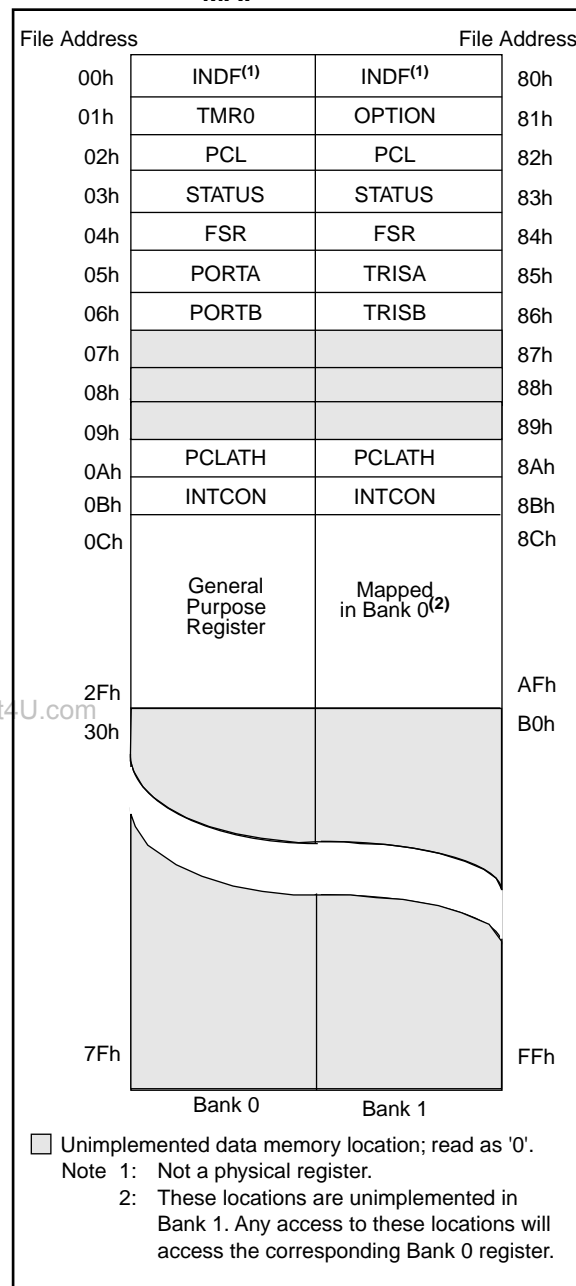 File Address File Address
00h INDF(1) INDF(1) 80h
01h TMR0 OPTION 81h
02h PCL PCL 82h
03h STATUS STATUS 83h
04h FSR FSR 84h
05h PORTA TRISA 85h
06h PORTB TRISB 86h
07h 87h
08h 88h
09h 89h
0Ah PCLATH PCLATH 8Ah
0Bh INTCON INTCON 8Bh
0Ch 8Ch
General
Purpose
Register
Mapped
in Bank 0(2)
2Fh AFh
t4U.com
30h B0h
7Fh FFh
Bank 0 Bank 1
Unimplemented data memory location; read as '0'.
Note 1: Not a physical register.
2: These locations are unimplemented in
Bank 1. Any access to these locations will
access the corresponding Bank 0 register.